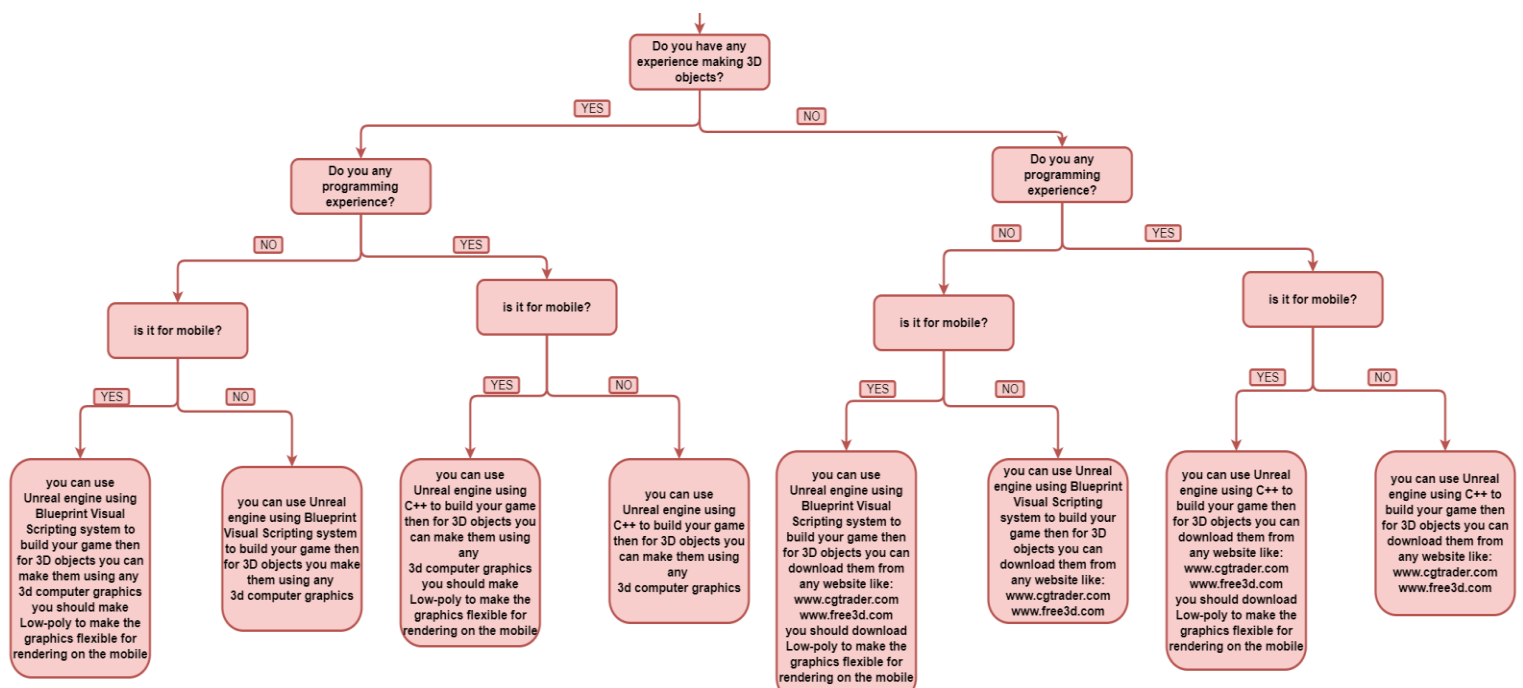 Do you have any
experience making 3D
objects?
YES
NO
Do you any
programming
experience?
Do you any
programming
experience?
NO
YES
NO
YES
is it for mobile?
is it for mobile?
is it for mobile?
is it for mobile?
YES
NO
YES
NO
YES
NO
YES
NO
you can use
Unreal engine using
Blueprint Visual
Scripting system to
build your game then
for 3D objects you can
make them using any
3d computer graphics
you should make
Low-poly to make the
graphics flexible for
rendering on the mobile
you can use Unreal
engine using Blueprint
Visual Scripting system
to build your game then
for 3D objects you make
them using any
3d computer graphics
you can use
Unreal engine using
C++ to build your game
then for 3D objects you
can make them using
any
3d computer graphics
you should make
Low-poly to make the
graphics flexible for
rendering on the mobile
you can use
Unreal engine using
C++ to build your game
then for 3D objects you
can make them using
any
3d computer graphics
you can use
Unreal engine using
Blueprint Visual
Scripting system to
build your game then
for 3D objects you can
download them from
any website like:
www.cgtrader.com
www.free3d.com
you should download
Low-poly to make the
graphics flexible for
rendering on the mobile
you can use Unreal
engine using Blueprint
Visual Scripting
system to build your
game then for 3D
objects you can
download them from
any website like:
www.cgtrader.com
www.free3d.com
you can use Unreal
engine using C++ to
build your game then
for 3D objects you can
download them from
any website like:
www.cgtrader.com
www.free3d.com
you should download
Low-poly to make the
graphics flexible for
rendering on the mobile
you can use Unreal
engine using C++ to
build your game then
for 3D objects you can
download them from
any website like:
www.cgtrader.com
www.free3d.com